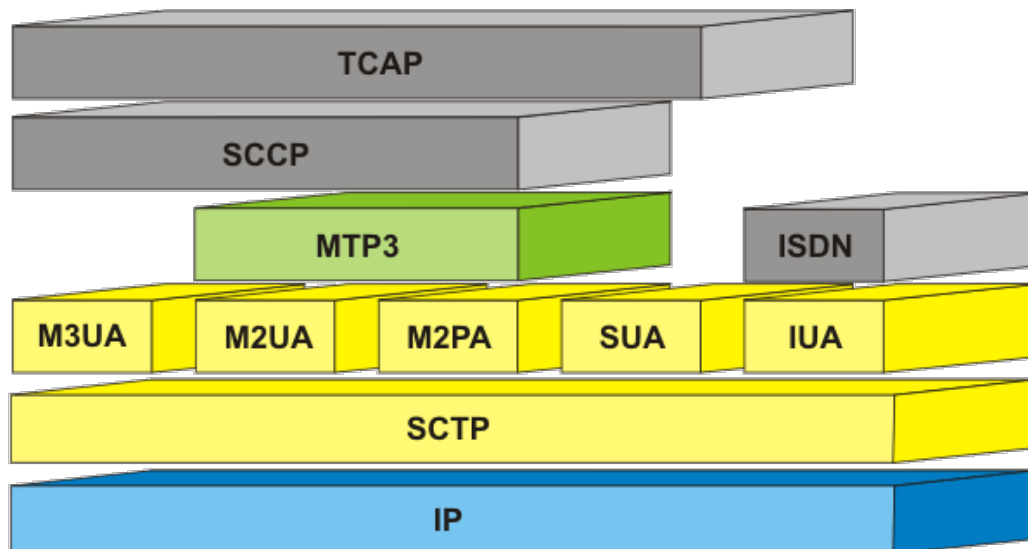 TCAP
SCCP
MTP3 ISDN
M3UA M2UA M2PA SUA IUA
SCTP
IP